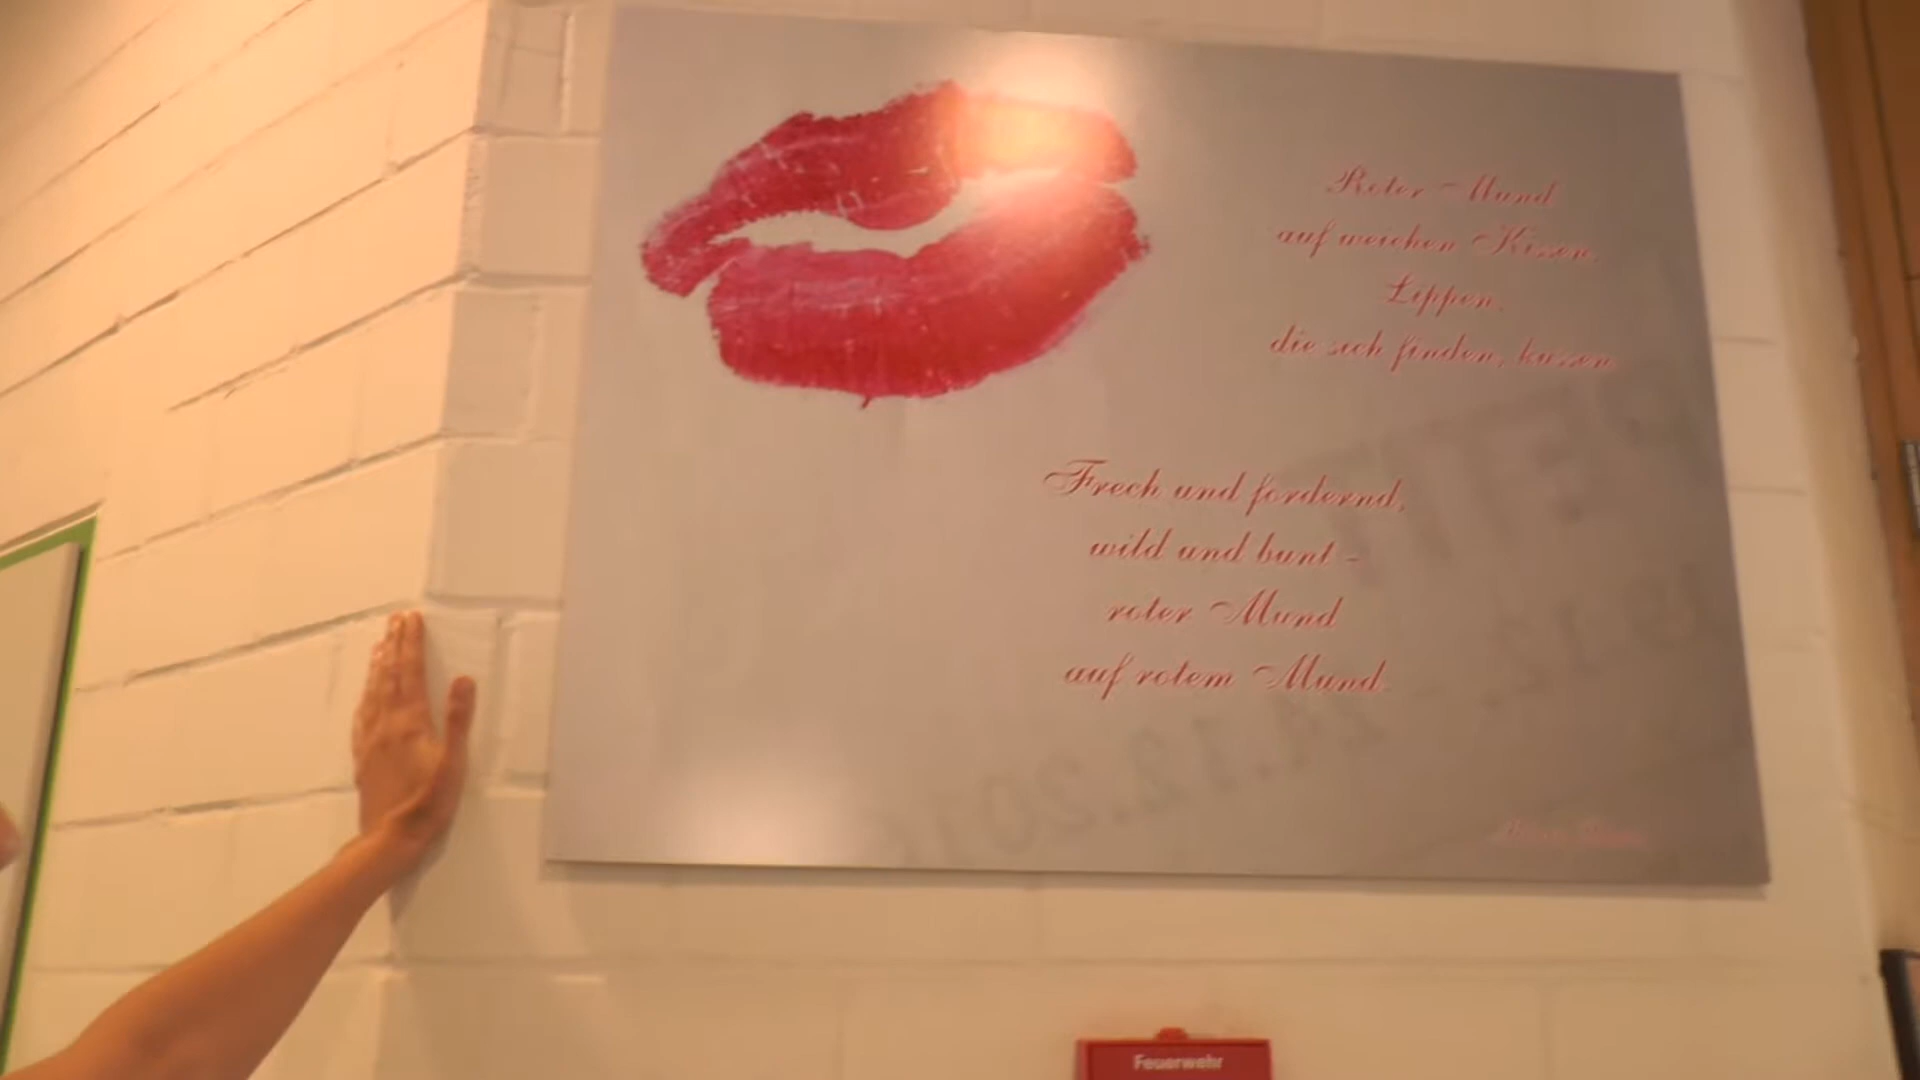 Roter Mund
auf weichen Kissen.
Lippen,
die sich finden, küssen.
Frech und fordernd,
wild und bunt -
roter Mund
auf rotem Mund.
Feuerwehr